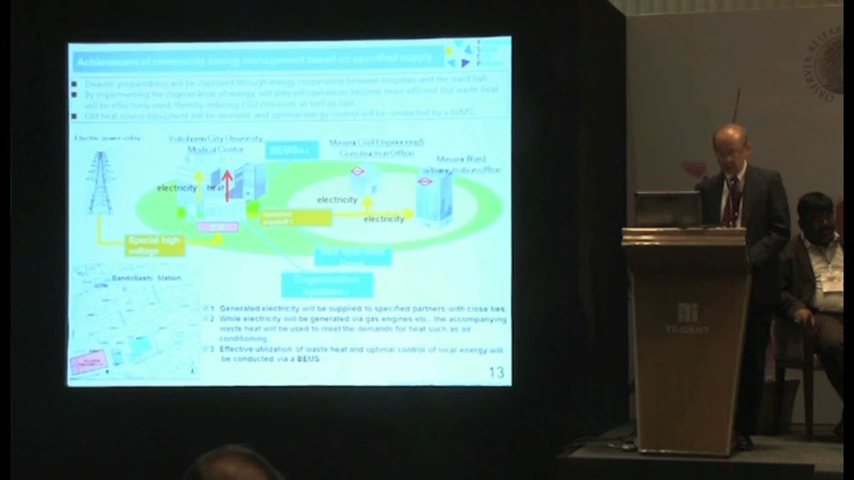 Achievement of community energy management based on specified supply
Disaster preparedness will be improved through energy cooperation between hospitals and the ward hall.
By implementing the cogeneration of energy, not only will operations become more efficient but waste heat
will be effectively used, thereby reducing CO2 emissions as well as cost.
Old heat source equipment will be renewed, and optimal energy control will be conducted by a BEMS.
Electric power utility
Yokohama City University
Medical Center
BEMS
Minami Civil Engineering
Construction Office
Minami Ward
administration office
electricity
heat
electricity
electricity
Special high
voltage
Cogeneration
Bandobashi Station
※1 Generated electricity will be supplied to specified partners with close ties.
※2 While electricity will be generated via gas engines etc., the accompanying
waste heat will be used to meet the demands for heat such as air
conditioning.
※3 Effective utilization of waste heat and optimal control of local energy will
be conducted via a BEMS.
13
TRIDENT
OBSERVER RESEARCH